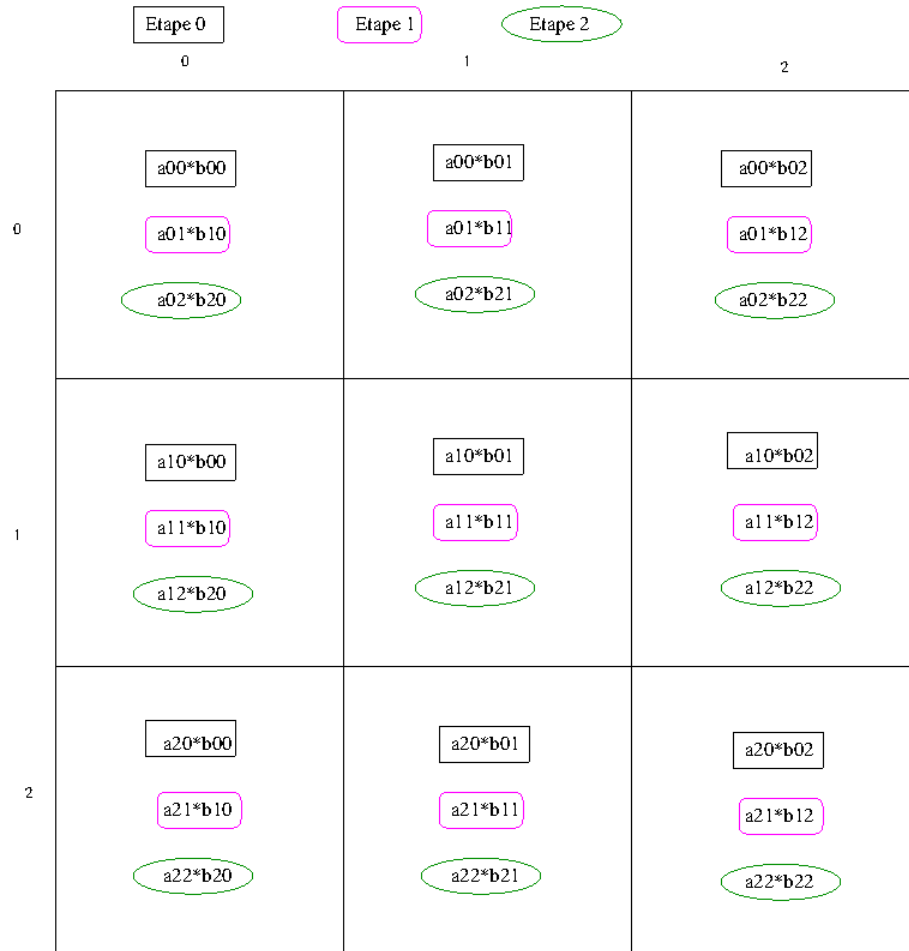 Etape 0 Etape 1 Etape 2
0 1 2
a00*b00 a00*b01 a00*b02
0 a01*b10 a01*b11 a01*b12
a02*b20 a02*b21 a02*b22
a10*b00 a10*b01 a10*b02
1 a11*b10 a11*b11 a11*b12
a12*b20 a12*b21 a12*b22
a20*b00 a20*b01 a20*b02
2 a21*b10 a21*b11 a21*b12
a22*b20 a22*b21 a22*b22